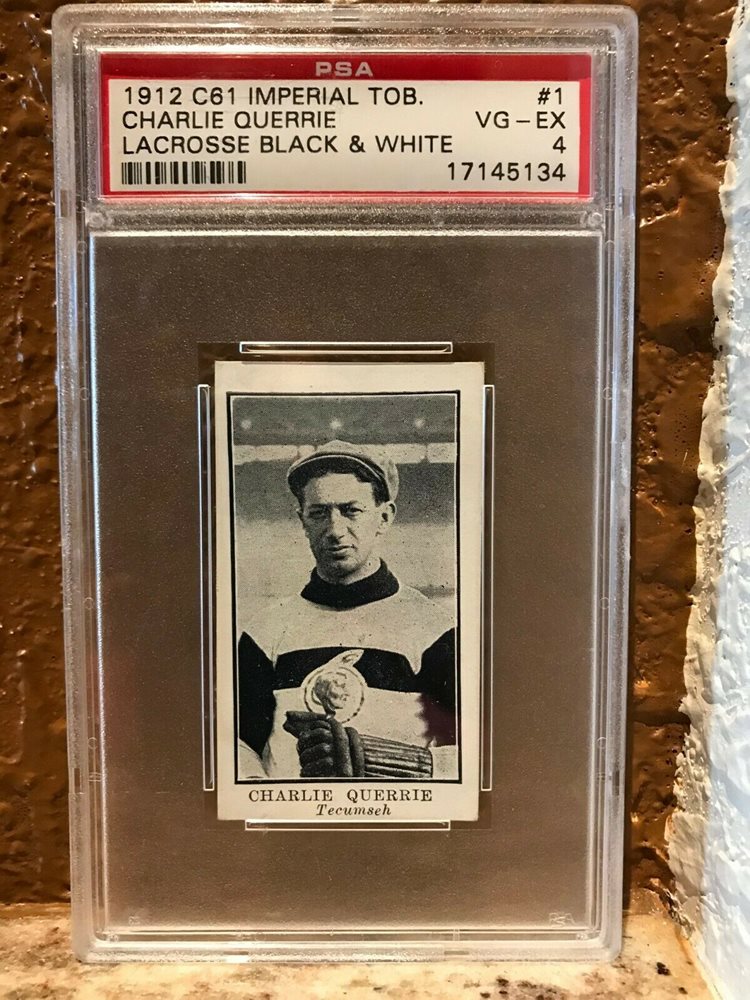 PSA
1912 C61 IMPERIAL TOB. #1
CHARLIE QUERRIE VG-EX
LACROSSE BLACK & WHITE 4
17145134
CHARLIE QUERRIE
Tecumseh